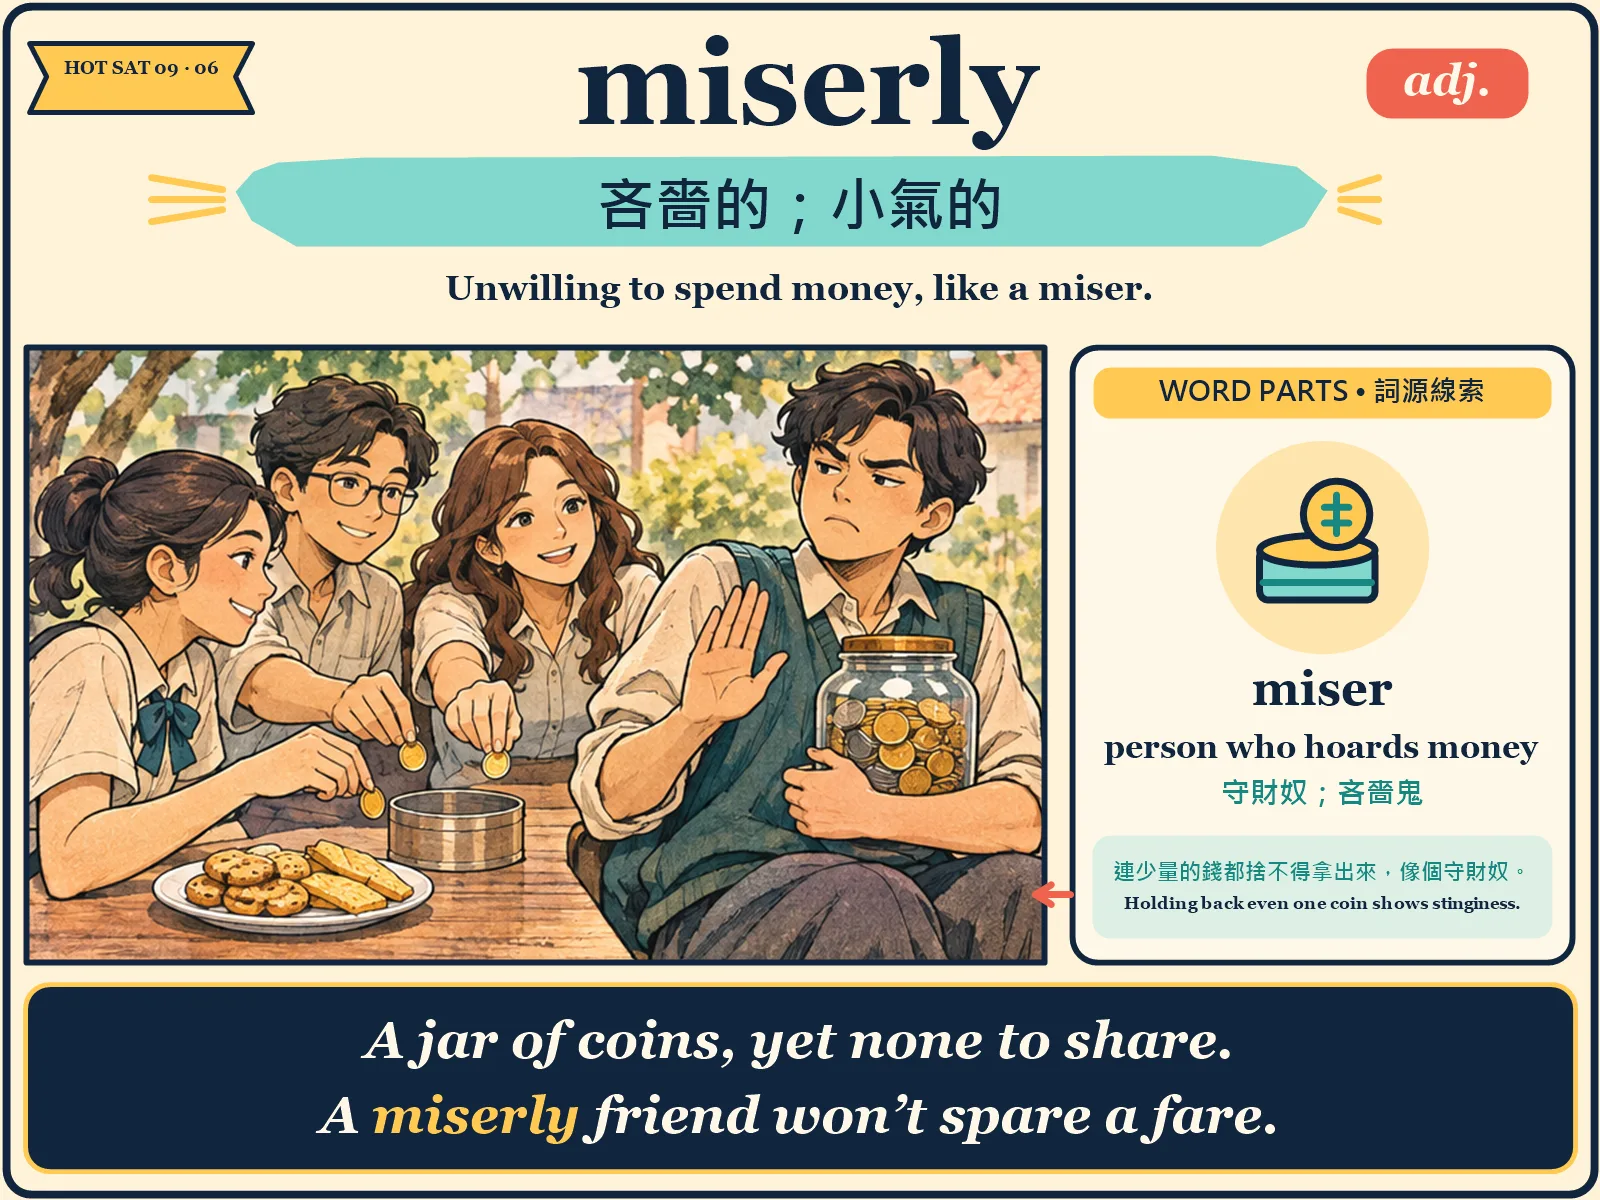 HOT SAT 09 · 06
miserly
adj.
吝嗇的；小氣的
Unwilling to spend money, like a miser.
WORD PARTS • 詞源線索
miser
person who hoards money
守財奴；吝嗇鬼
連少量的錢都捨不得拿出來，像個守財奴。
Holding back even one coin shows stinginess.
A jar of coins, yet none to share.
A miserly friend won’t spare a fare.